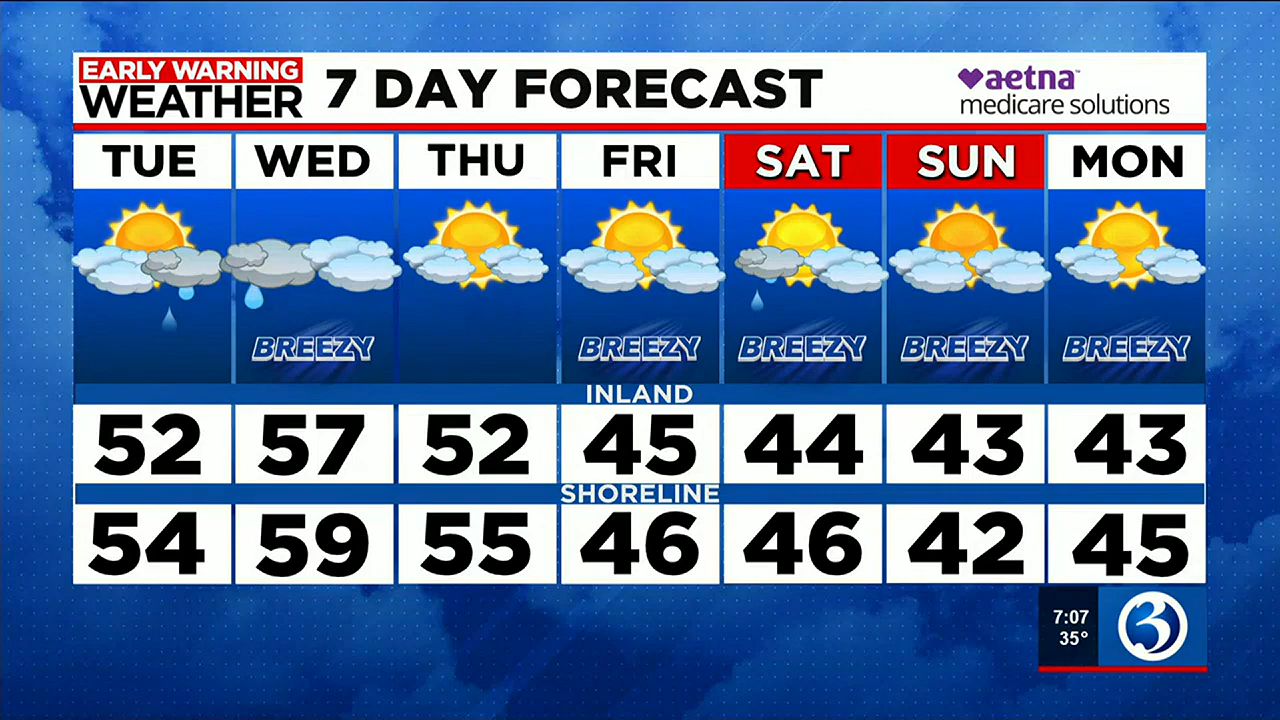 EARLY WARNING
WEATHER
7 DAY FORECAST
aetna™
medicare solutions
TUE WED THU FRI SAT SUN MON
BREEZY BREEZY BREEZY BREEZY BREEZY
INLAND
52 57 52 45 44 43 43
SHORELINE
54 59 55 46 46 42 45
7:07
35°
3